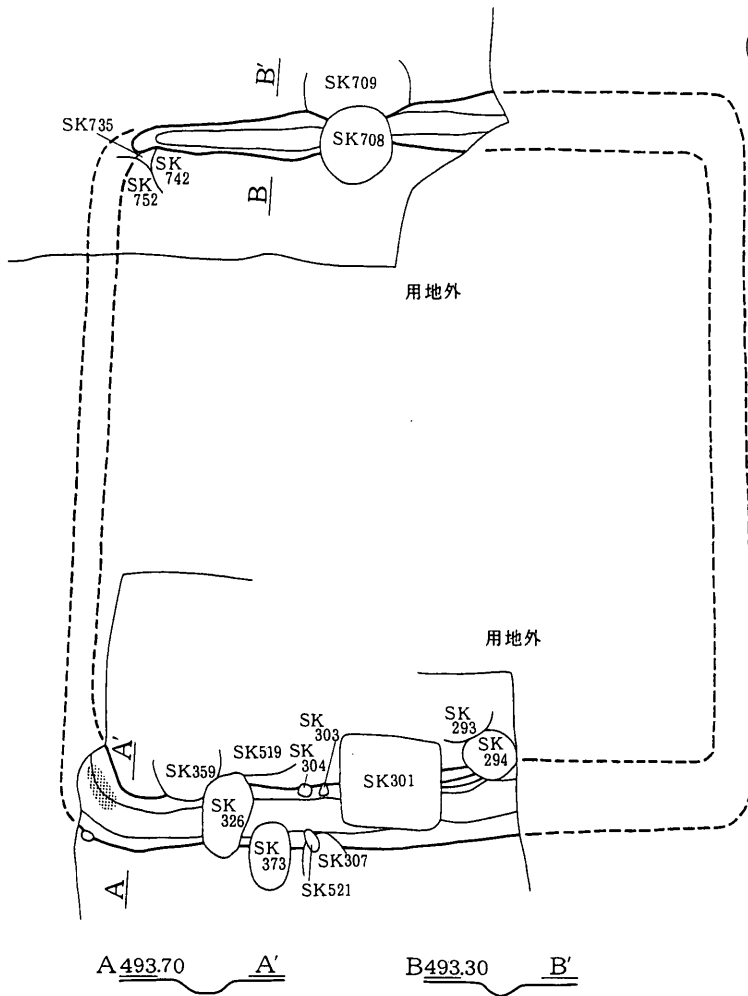 B'
SK709
SK735
SK708
SK
742
SK
752
B
用地外
用地外
SK
303
SK
293
A'
SK519
SK
304
SK
294
SK359
SK301
SK
326
SK
373
SK307
SK521
A
A 493.70 A'
B 493.30 B'